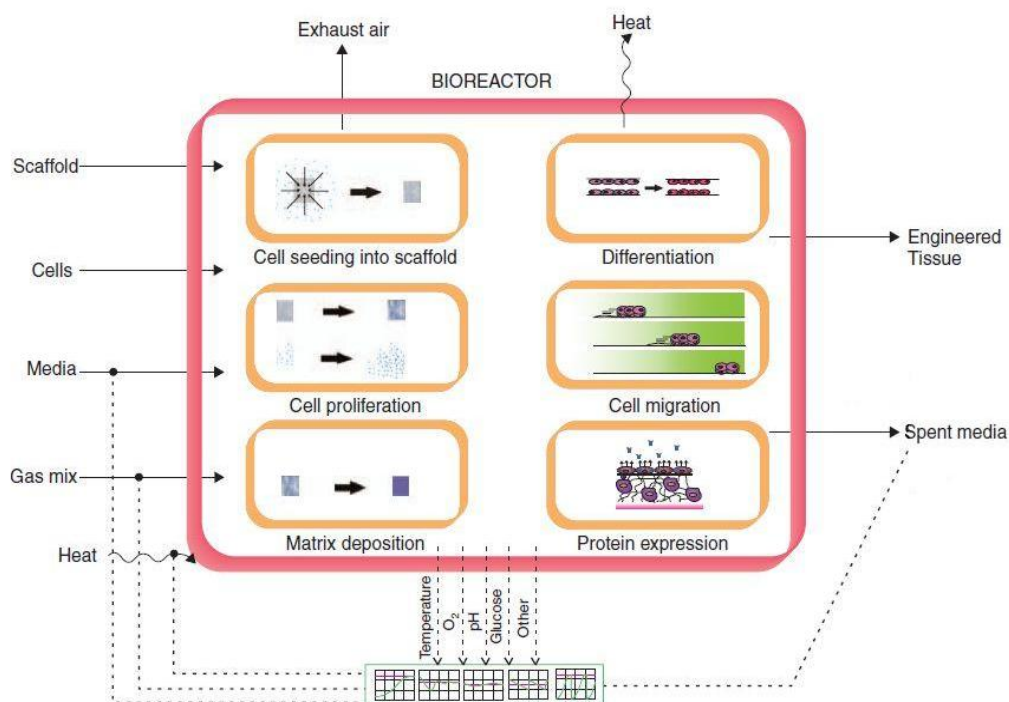 Exhaust air
Heat
BIOREACTOR
Scaffold
Cells
Media
Gas mix
Heat
Cell seeding into scaffold
Differentiation
Cell proliferation
Cell migration
Matrix deposition
Protein expression
Engineered
Tissue
Spent media
Temperature
O₂
pH
Glucose
Other